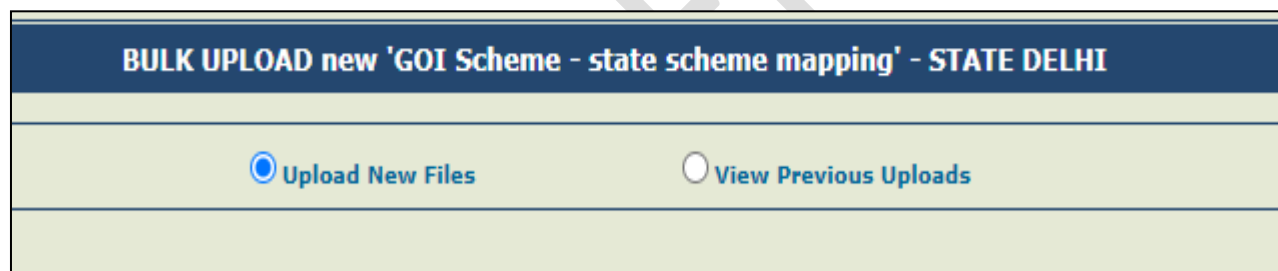 BULK UPLOAD new 'GOI Scheme - state scheme mapping' - STATE DELHI
Upload New Files View Previous Uploads